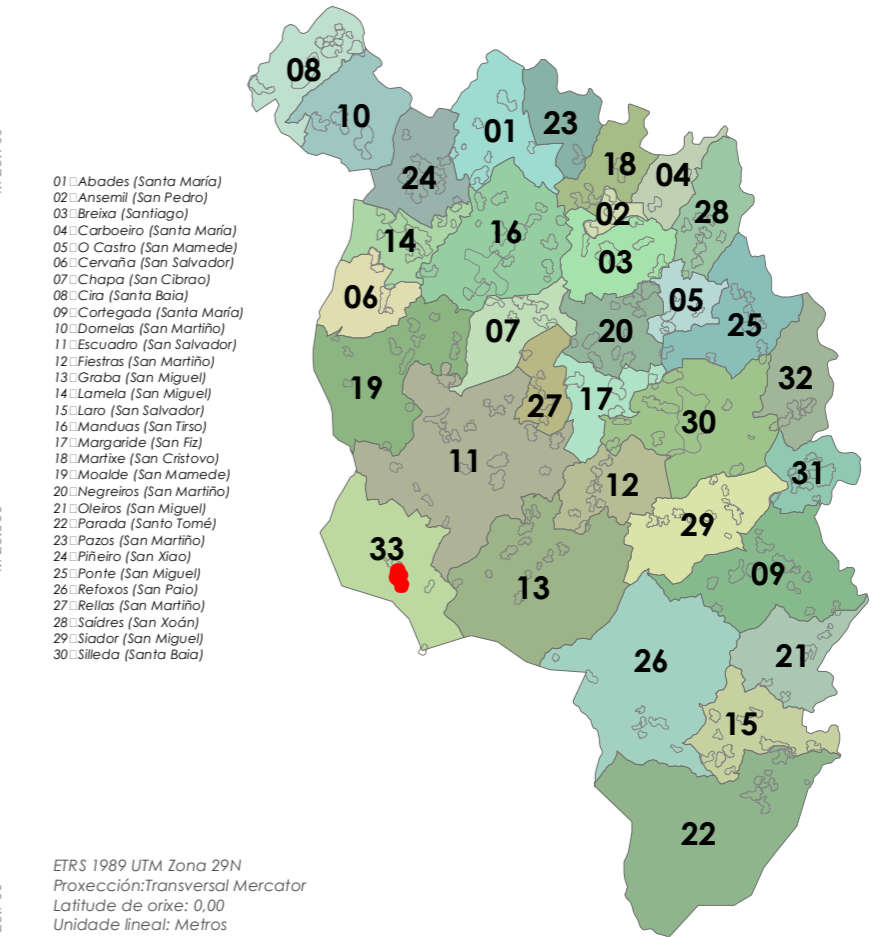 08
10
01
23
24
18
04
02
28
16
14
03
06
05
07
20
25
19
17
27
32
30
11
31
12
29
33
13
09
26
21
15
22
01 Abades (Santa María)
02 Ansemil (San Pedro)
03 Breixa (Santiago)
04 Carboeiro (Santa María)
05 O Castro (San Mamede)
06 Cervaña (San Salvador)
07 Chapa (San Cibrao)
08 Cira (Santa Baia)
09 Cortegada (Santa María)
10 Dornelas (San Martiño)
11 Escuadro (San Salvador)
12 Fiestras (San Martiño)
13 Graba (San Miguel)
14 Lamela (San Miguel)
15 Laro (San Salvador)
16 Manduas (San Tirso)
17 Margaride (San Fiz)
18 Martixe (San Cristovo)
19 Moalde (San Mamede)
20 Negreiros (San Martiño)
21 Oleiros (San Miguel)
22 Parada (Santo Tomé)
23 Pazos (San Martiño)
24 Piñeiro (San Xiao)
25 Ponte (San Miguel)
26 Refoxos (San Paio)
27 Rellas (San Martiño)
28 Saídres (San Xoán)
29 Siador (San Miguel)
30 Silleda (Santa Baia)
ETRS 1989 UTM Zona 29N
Proxección:Transversal Mercator
Latitude de orixe: 0,00
Unidade lineal: Metros